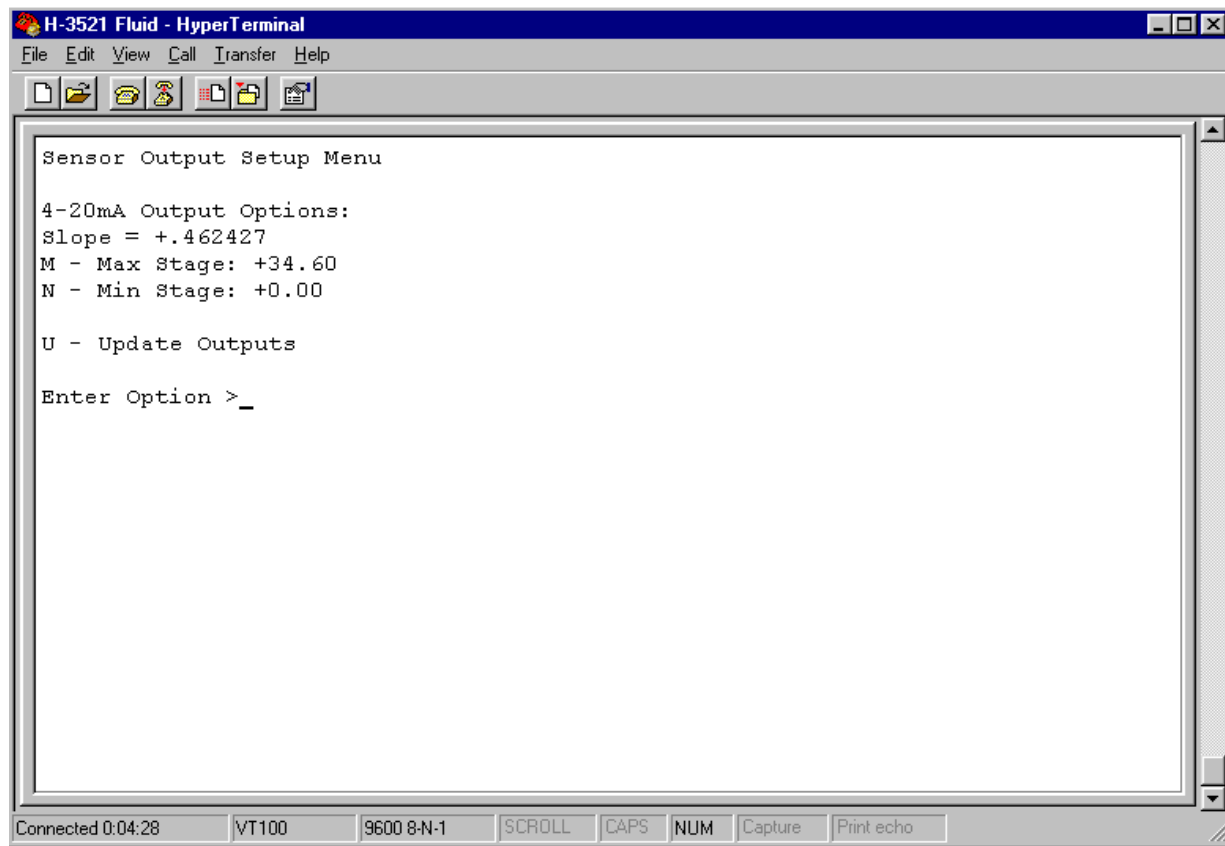 H-3521 Fluid - HyperTerminal
File Edit View Call Transfer Help
Sensor Output Setup Menu
4-20mA Output Options:
Slope = +.462427
M - Max Stage: +34.60
N - Min Stage: +0.00
U - Update Outputs
Enter Option >_
Connected 0:04:28 VT100 9600 8-N-1 SCROLL CAPS NUM Capture Print echo